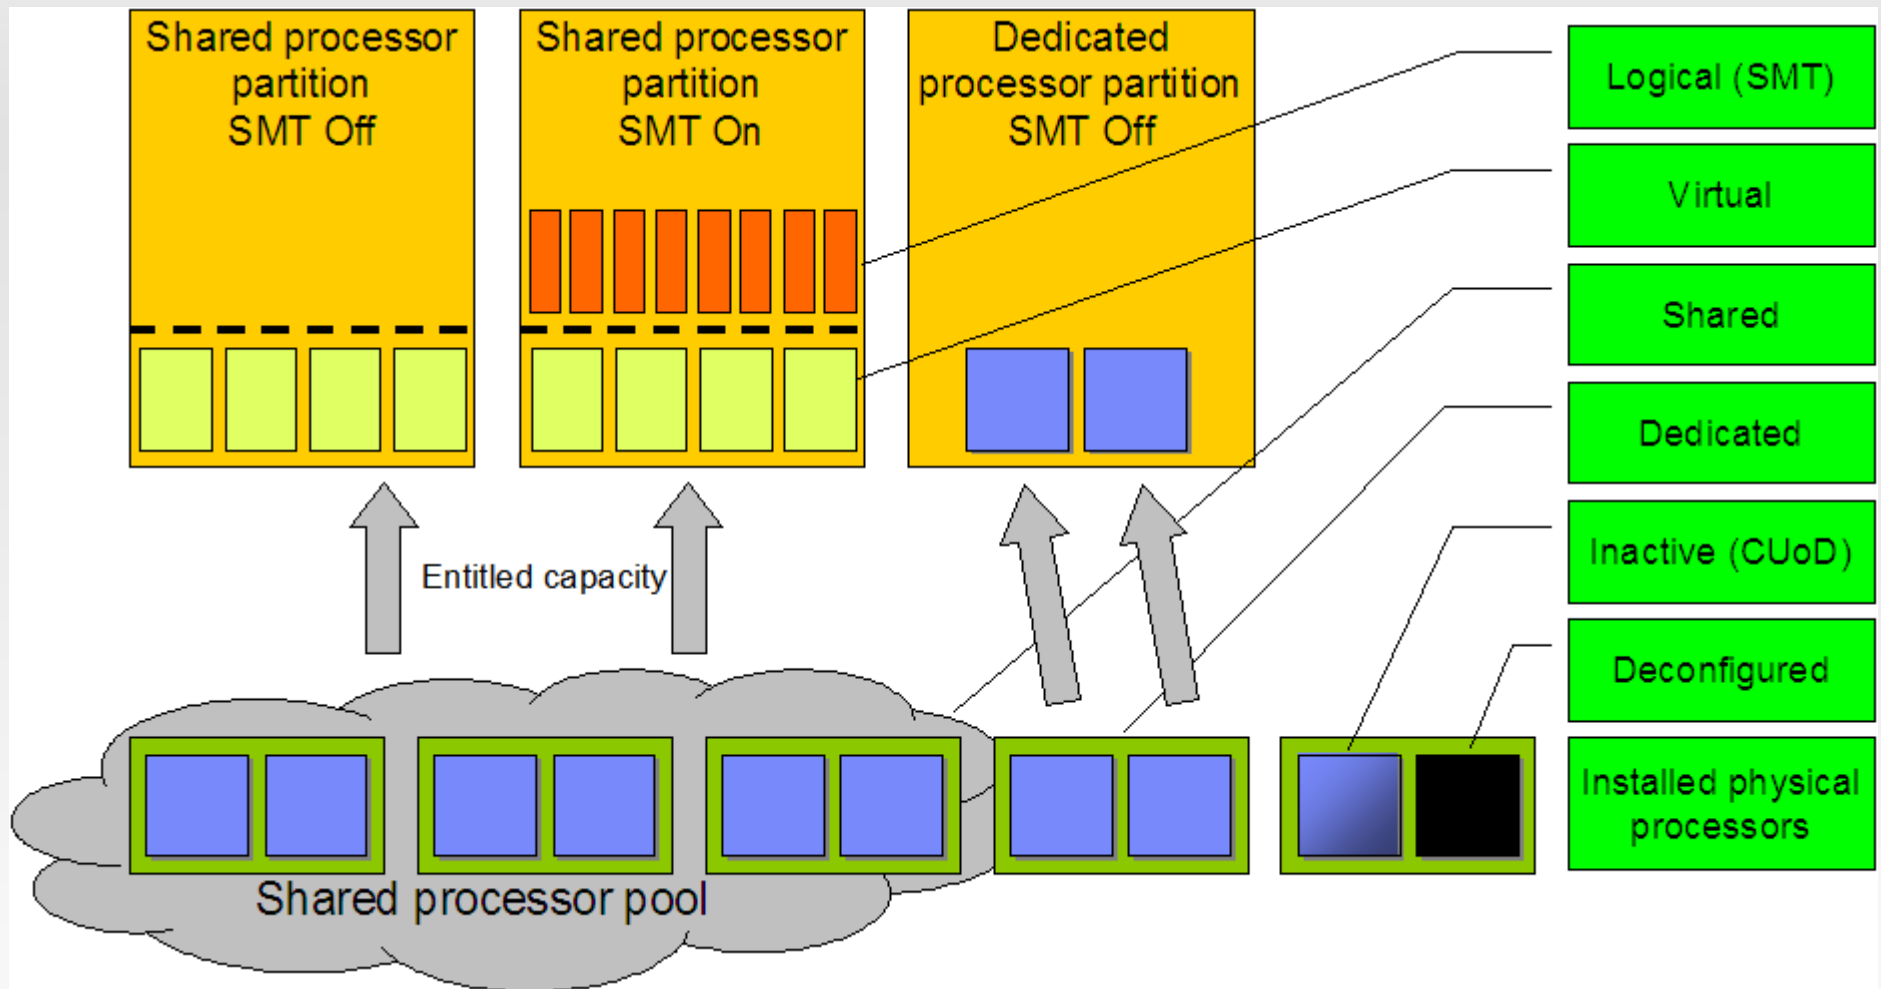 Shared processor
partition
SMT Off
Shared processor
partition
SMT On
Dedicated
processor partition
SMT Off
Logical (SMT)
Virtual
Shared
Dedicated
Inactive (CUoD)
Deconfigured
Installed physical
processors
Entitled capacity
Shared processor pool